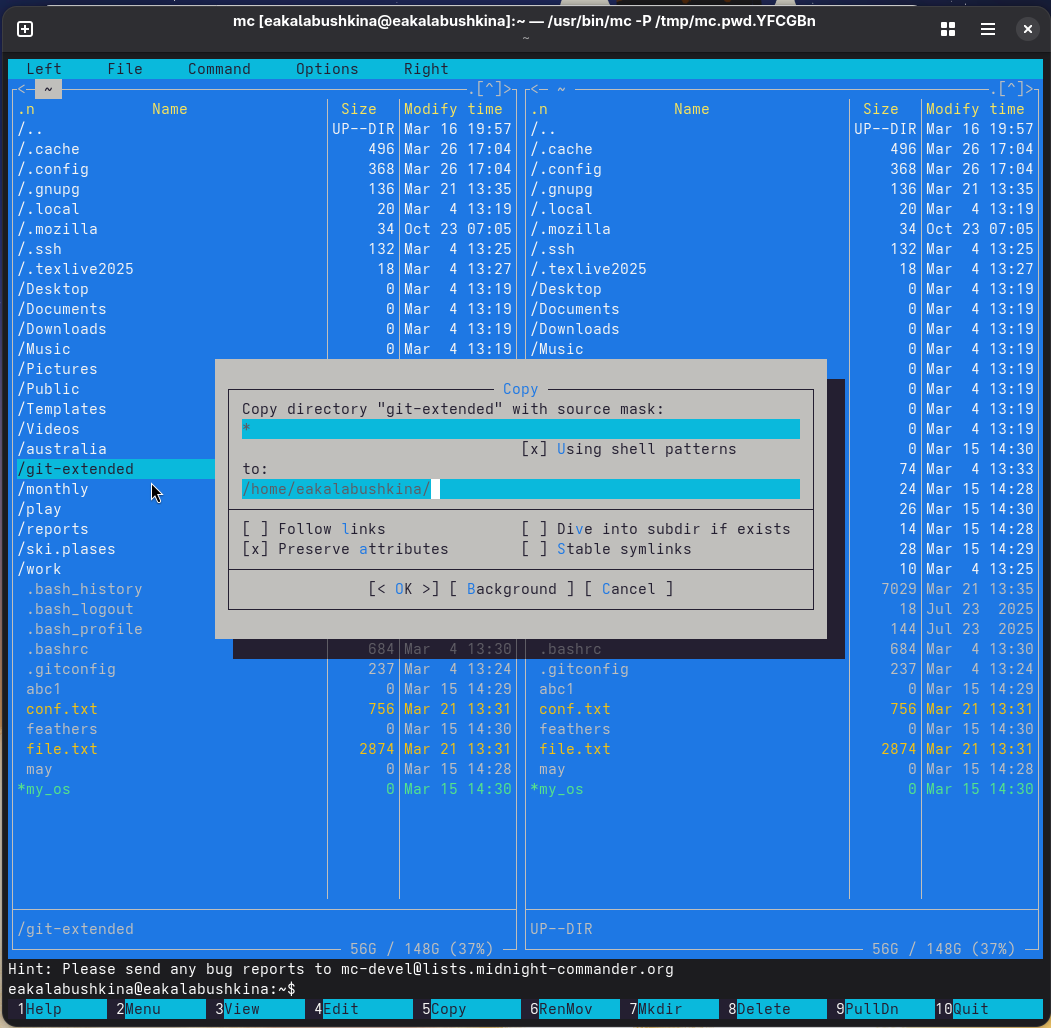 mc [eakalabushkina@eakalabushkina]:~ — /usr/bin/mc -P /tmp/mc.pwd.YFCGBn
~
Left File Command Options Right
<— ~ .[^]> <— ~ .[^]>
.n Name Size Modify time .n Name Size Modify time
/.. UP--DIR Mar 16 19:57 /.. UP--DIR Mar 16 19:57
/.cache 496 Mar 26 17:04 /.cache 496 Mar 26 17:04
/.config 368 Mar 26 17:04 /.config 368 Mar 26 17:04
/.gnupg 136 Mar 21 13:35 /.gnupg 136 Mar 21 13:35
/.local 20 Mar 4 13:19 /.local 20 Mar 4 13:19
/.mozilla 34 Oct 23 07:05 /.mozilla 34 Oct 23 07:05
/.ssh 132 Mar 4 13:25 /.ssh 132 Mar 4 13:25
/.texlive2025 18 Mar 4 13:27 /.texlive2025 18 Mar 4 13:27
/Desktop 0 Mar 4 13:19 /Desktop 0 Mar 4 13:19
/Documents 0 Mar 4 13:19 /Documents 0 Mar 4 13:19
/Downloads 0 Mar 4 13:19 /Downloads 0 Mar 4 13:19
/Music 0 Mar 4 13:19 /Music 0 Mar 4 13:19
/Pictures 0 Mar 4 13:19
/Public Copy 0 Mar 4 13:19
/Templates Copy directory "git-extended" with source mask: 0 Mar 4 13:19
/Videos * 0 Mar 4 13:19
/australia [x] Using shell patterns 0 Mar 15 14:30
/git-extended to: 74 Mar 4 13:33
/monthly /home/eakalabushkina/ 24 Mar 15 14:28
/play 26 Mar 15 14:30
/reports [ ] Follow links [ ] Dive into subdir if exists 14 Mar 15 14:28
/ski.plases [x] Preserve attributes [ ] Stable symlinks 28 Mar 15 14:29
/work 10 Mar 4 13:25
.bash_history [< OK >] [ Background ] [ Cancel ] 7029 Mar 21 13:35
.bash_logout 18 Jul 23 2025
.bash_profile 144 Jul 23 2025
.bashrc 684 Mar 4 13:30 .bashrc 684 Mar 4 13:30
.gitconfig 237 Mar 4 13:24 .gitconfig 237 Mar 4 13:24
abc1 0 Mar 15 14:29 abc1 0 Mar 15 14:29
conf.txt 756 Mar 21 13:31 conf.txt 756 Mar 21 13:31
feathers 0 Mar 15 14:30 feathers 0 Mar 15 14:30
file.txt 2874 Mar 21 13:31 file.txt 2874 Mar 21 13:31
may 0 Mar 15 14:28 may 0 Mar 15 14:28
*my_os 0 Mar 15 14:30 *my_os 0 Mar 15 14:30
/git-extended UP--DIR
56G / 148G (37%) 56G / 148G (37%)
Hint: Please send any bug reports to mc-devel@lists.midnight-commander.org
eakalabushkina@eakalabushkina:~$
1Help 2Menu 3View 4Edit 5Copy 6RenMov 7Mkdir 8Delete 9PullDn 10Quit